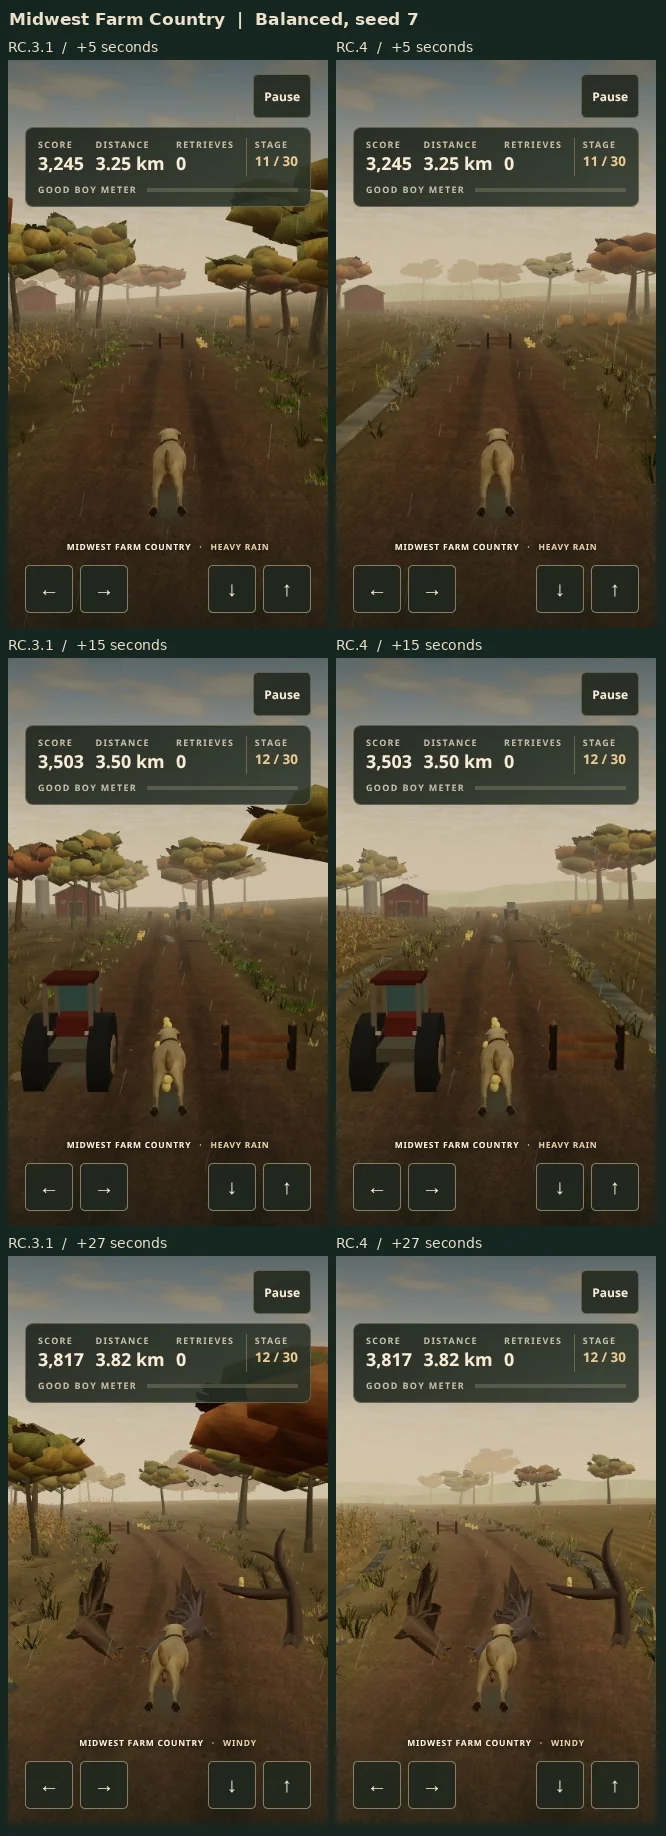 Midwest Farm Country | Balanced, seed 7
RC.3.1 / +5 seconds
RC.4 / +5 seconds
Pause
SCORE DISTANCE RETRIEVES STAGE
3,245 3.25 km 0 11 / 30
GOOD BOY METER
MIDWEST FARM COUNTRY · HEAVY RAIN
← → ↓ ↑
Pause
SCORE DISTANCE RETRIEVES STAGE
3,245 3.25 km 0 11 / 30
GOOD BOY METER
MIDWEST FARM COUNTRY · HEAVY RAIN
← → ↓ ↑
RC.3.1 / +15 seconds
RC.4 / +15 seconds
Pause
SCORE DISTANCE RETRIEVES STAGE
3,503 3.50 km 0 12 / 30
GOOD BOY METER
MIDWEST FARM COUNTRY · HEAVY RAIN
← → ↓ ↑
Pause
SCORE DISTANCE RETRIEVES STAGE
3,503 3.50 km 0 12 / 30
GOOD BOY METER
MIDWEST FARM COUNTRY · HEAVY RAIN
← → ↓ ↑
RC.3.1 / +27 seconds
RC.4 / +27 seconds
Pause
SCORE DISTANCE RETRIEVES STAGE
3,817 3.82 km 0 12 / 30
GOOD BOY METER
MIDWEST FARM COUNTRY · WINDY
← → ↓ ↑
Pause
SCORE DISTANCE RETRIEVES STAGE
3,817 3.82 km 0 12 / 30
GOOD BOY METER
MIDWEST FARM COUNTRY · WINDY
← → ↓ ↑